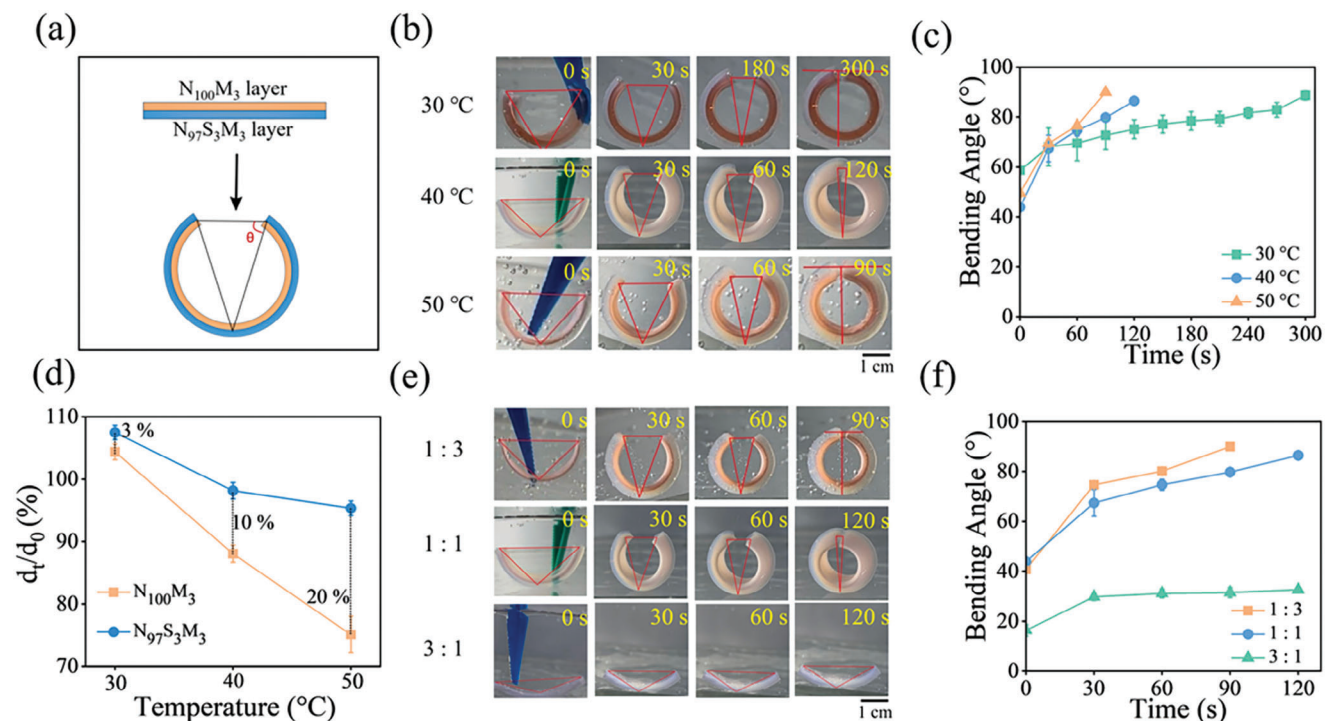 (a)
N₁₀₀M₃ layer
N₉₇S₃M₃ layer
θ
(b)
30 °C
0 s
30 s
180 s
300 s
40 °C
0 s
30 s
60 s
120 s
50 °C
0 s
30 s
60 s
90 s
1 cm
(c)
Bending Angle (°)
100
80
60
40
20
0
30 °C
40 °C
50 °C
0
60
120
180
240
300
Time (s)
(d)
dₜ/d₀ (%)
110
100
90
80
70
3 %
10 %
20 %
N₁₀₀M₃
N₉₇S₃M₃
30
40
50
Temperature (°C)
(e)
1 : 3
0 s
30 s
60 s
90 s
1 : 1
0 s
30 s
60 s
120 s
3 : 1
0 s
30 s
60 s
120 s
1 cm
(f)
Bending Angle (°)
100
80
60
40
20
0
1 : 3
1 : 1
3 : 1
0
30
60
90
120
Time (s)